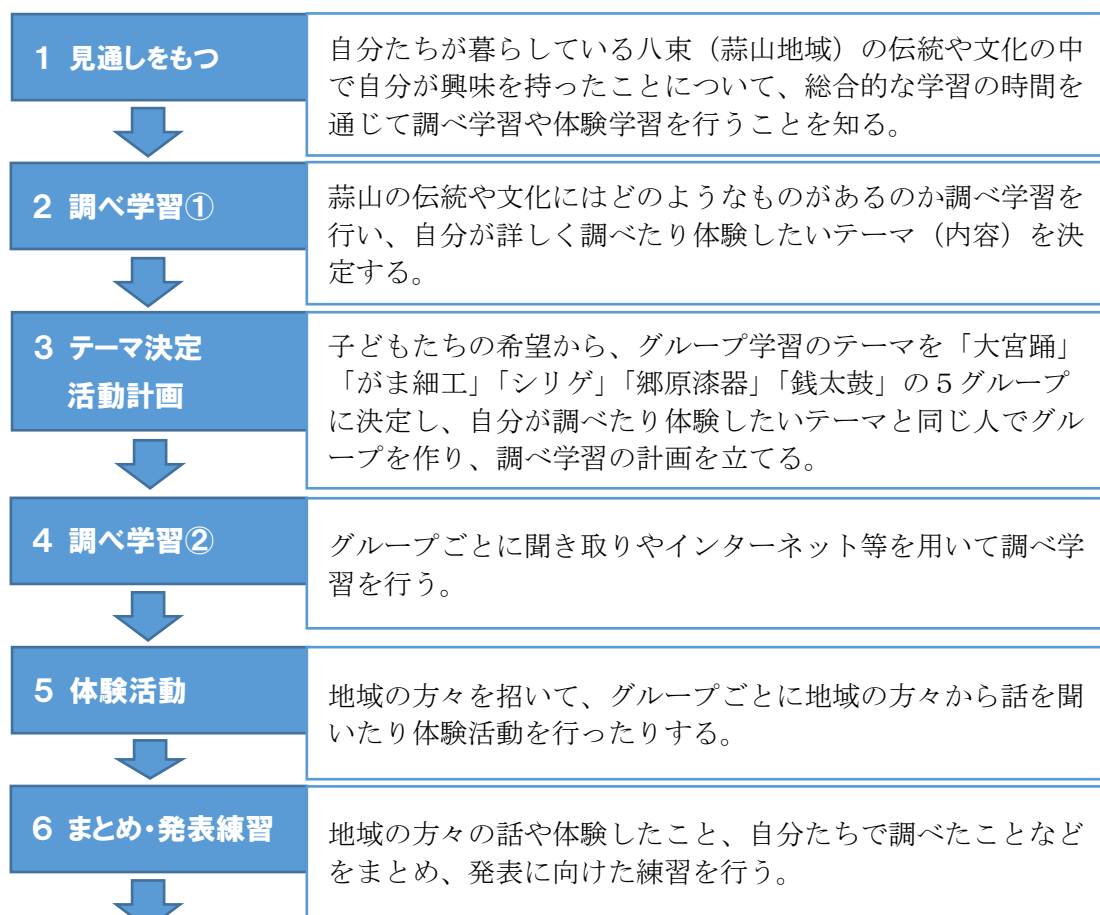 1 見通しをもつ
自分たちが暮らしている八束（蒜山地域）の伝統や文化の中
で自分が興味を持ったことについて、総合的な学習の時間を
通じて調べ学習や体験学習を行うことを知る。
2 調べ学習①
蒜山の伝統や文化にはどのようなものがあるのか調べ学習を
行い、自分が詳しく調べたり体験したいテーマ（内容）を決
定する。
3 テーマ決定
活動計画
子どもたちの希望から、グループ学習のテーマを「大宮踊」
「がま細工」「シリゲ」「郷原漆器」「銭太鼓」の５グループ
に決定し、自分が調べたり体験したいテーマと同じ人でグル
ープを作り、調べ学習の計画を立てる。
4 調べ学習②
グループごとに聞き取りやインターネット等を用いて調べ学
習を行う。
5 体験活動
地域の方々を招いて、グループごとに地域の方々から話を聞
いたり体験活動を行ったりする。
6 まとめ・発表練習
地域の方々の話や体験したこと、自分たちで調べたことなど
をまとめ、発表に向けた練習を行う。